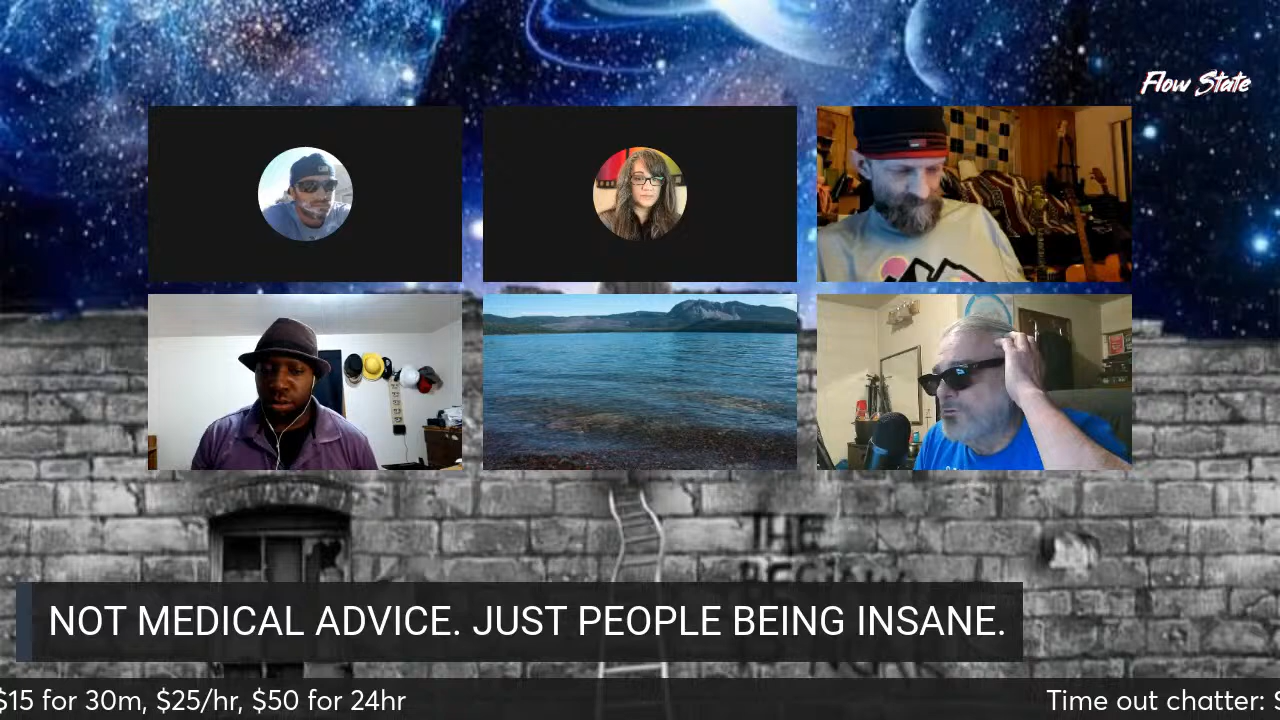 Flow State
THE
NOT MEDICAL ADVICE. JUST PEOPLE BEING INSANE.
$15 for 30m, $25/hr, $50 for 24hr
Time out chatter: $